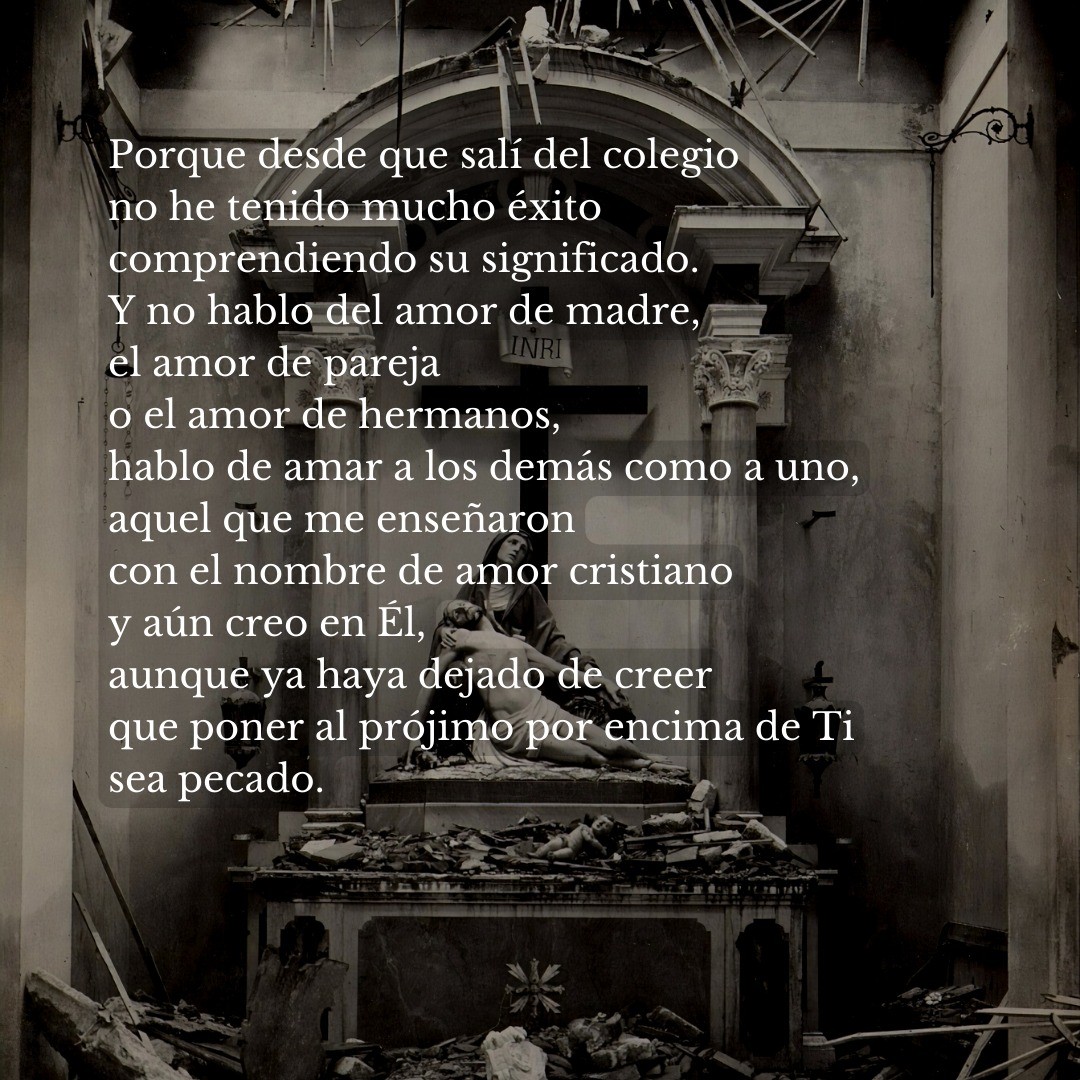 Porque desde que salí del colegio
no he tenido mucho éxito
comprendiendo su significado.
Y no hablo del amor de madre,
el amor de pareja
o el amor de hermanos,
hablo de amar a los demás como a uno,
aquel que me enseñaron
con el nombre de amor cristiano
y aún creo en Él,
aunque ya haya dejado de creer
que poner al prójimo por encima de Ti
sea pecado.
INRI